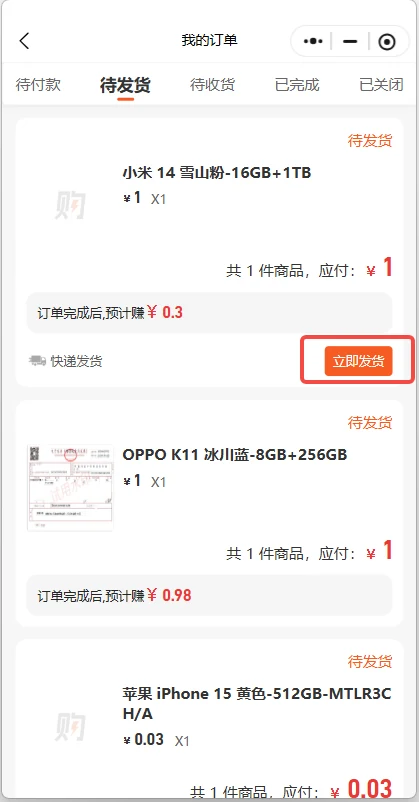 我的订单
待付款 待发货 待收货 已完成 已关闭
待发货
购
小米 14 雪山粉-16GB+1TB
¥ 1 X1
共 1 件商品，应付： ¥ 1
订单完成后,预计赚¥ 0.3
快递发货 立即发货
待发货
OPPO K11 冰川蓝-8GB+256GB
¥ 1 X1
共 1 件商品，应付： ¥ 1
订单完成后,预计赚¥ 0.98
待发货
购
苹果 iPhone 15 黄色-512GB-MTLR3C
H/A
¥ 0.03 X1
共 1 件商品，应付： ¥ 0.03